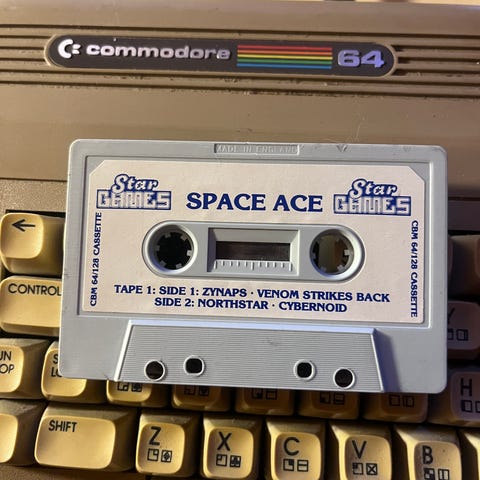 commodore 64
MADE IN ENGLAND
Star GAMES
SPACE ACE
Star GAMES
CBM 64/128 CASSETTE
CBM 64/128 CASSETTE
TAPE 1: SIDE 1: ZYNAPS · VENOM STRIKES BACK
SIDE 2: NORTHSTAR · CYBERNOID
←
CONTROL
Y
LOOP
H
SHIFT
Z
X
C
V
B